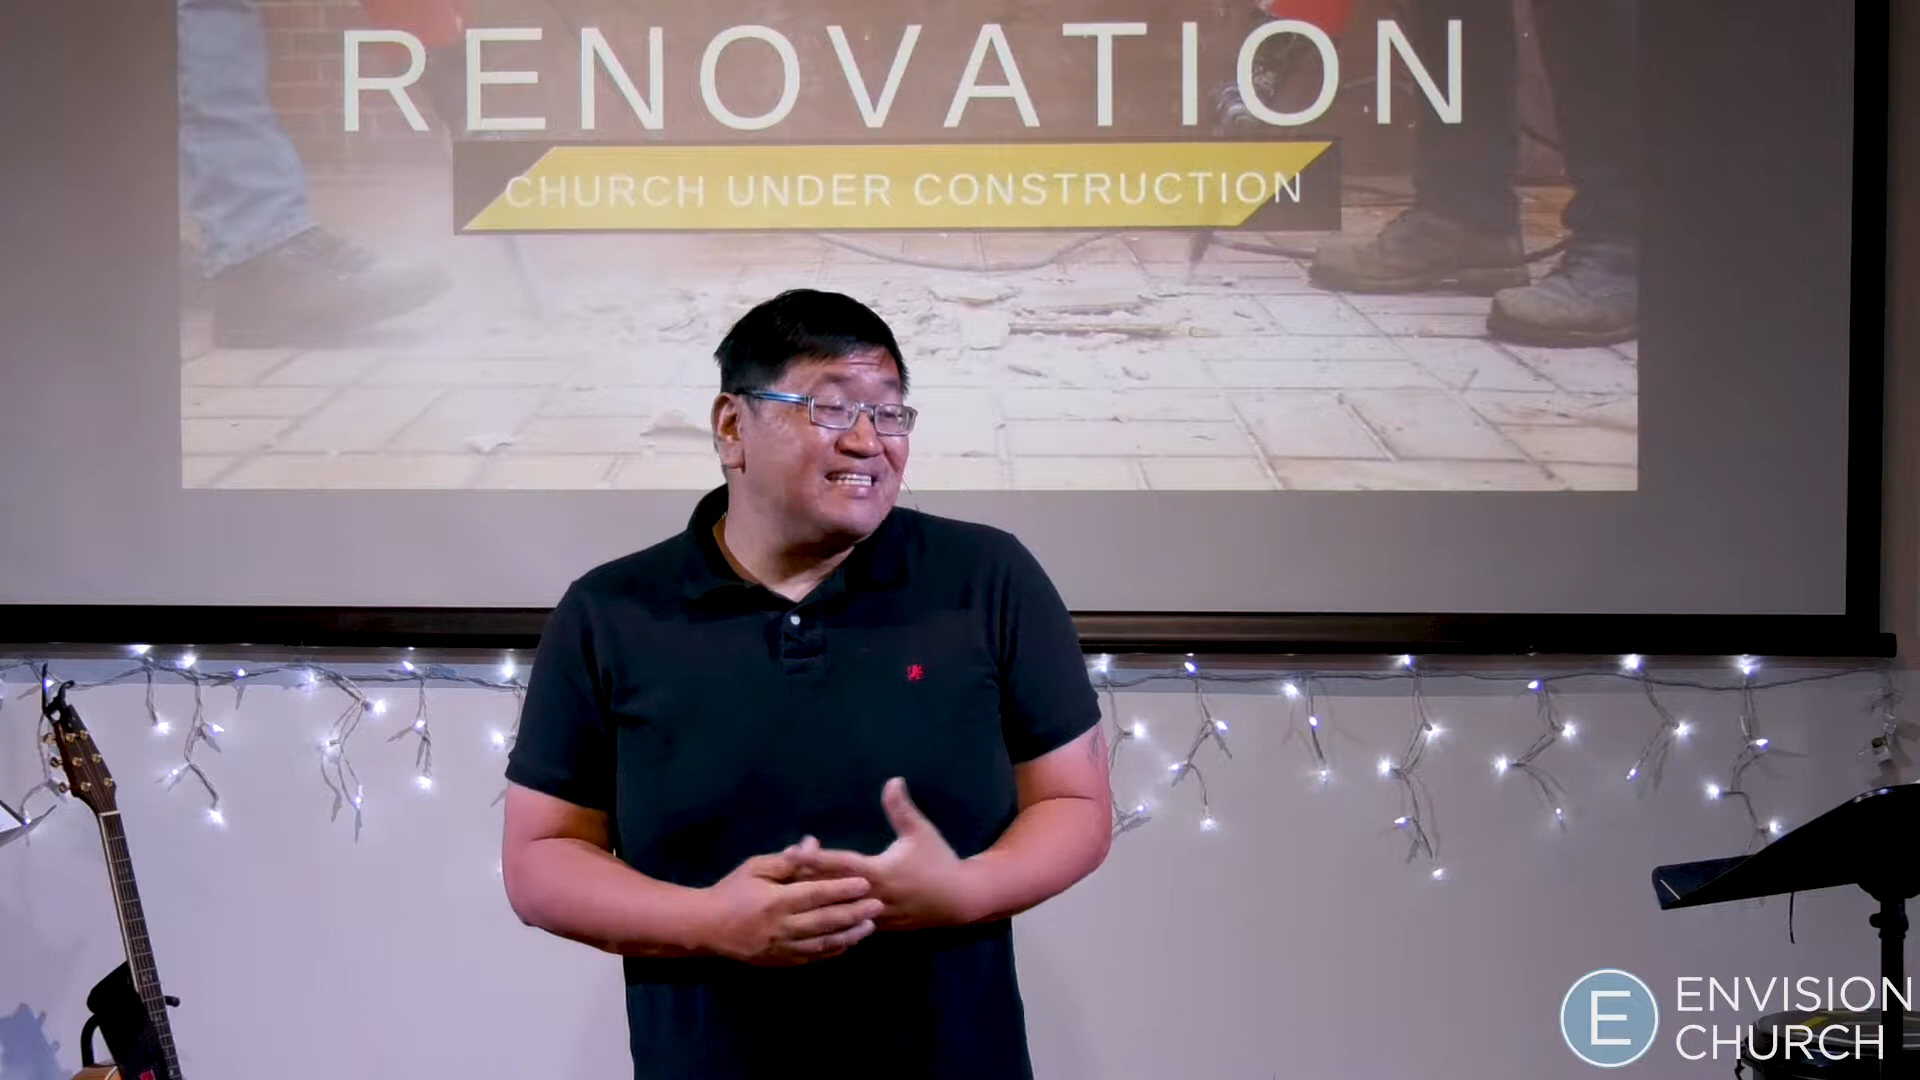 RENOVATION
CHURCH UNDER CONSTRUCTION
E
ENVISION
CHURCH